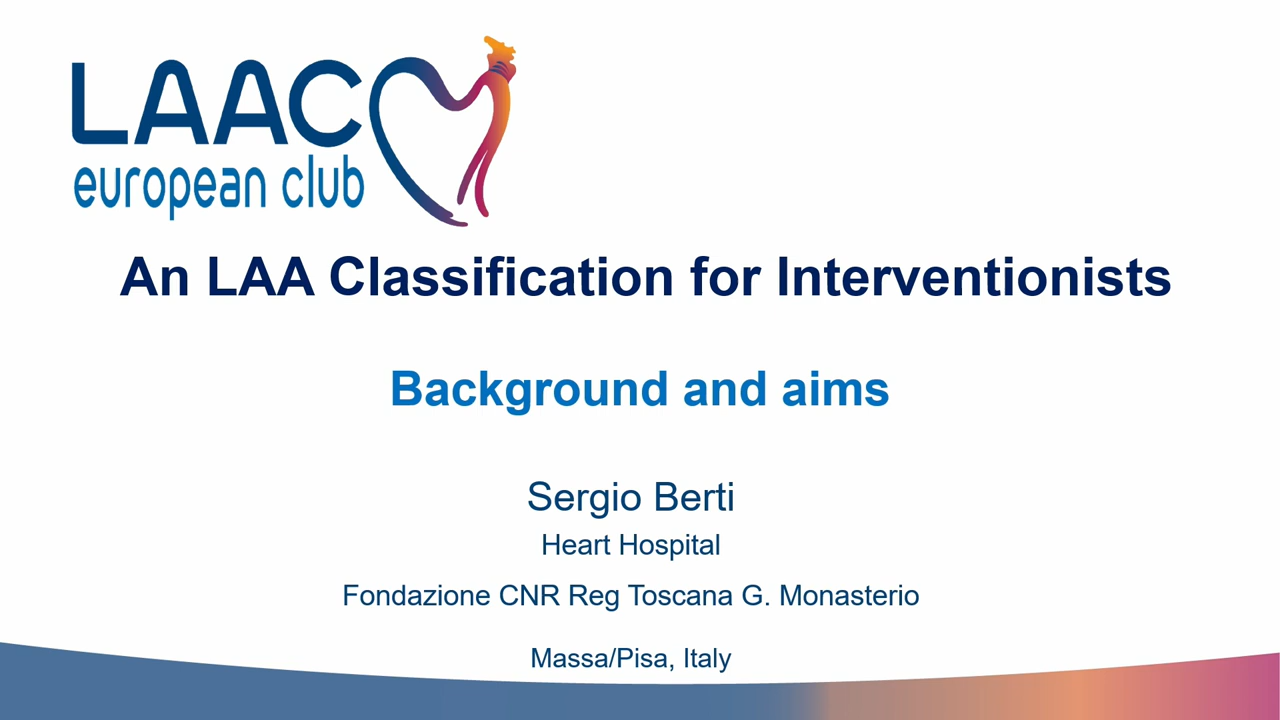 LAAC
european club
An LAA Classification for Interventionists
Background and aims
Sergio Berti
Heart Hospital
Fondazione CNR Reg Toscana G. Monasterio
Massa/Pisa, Italy